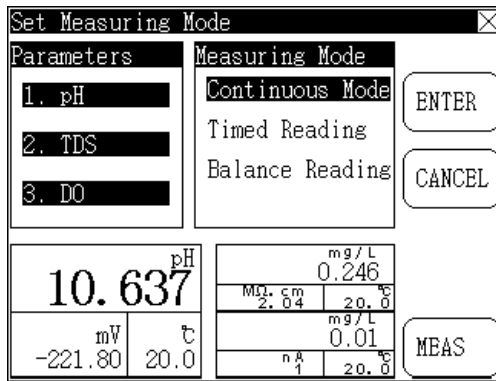 Set Measuring Mode
Parameters
1. pH
2. TDS
3. DO
Measuring Mode
Continuous Mode
Timed Reading
Balance Reading
ENTER
CANCEL
pH
10.637
mV
-221.80
℃
20.0
mg/L
0.246
MΩ.cm
2.04
℃
20.0
mg/L
0.01
nA
1
℃
20.0
MEAS